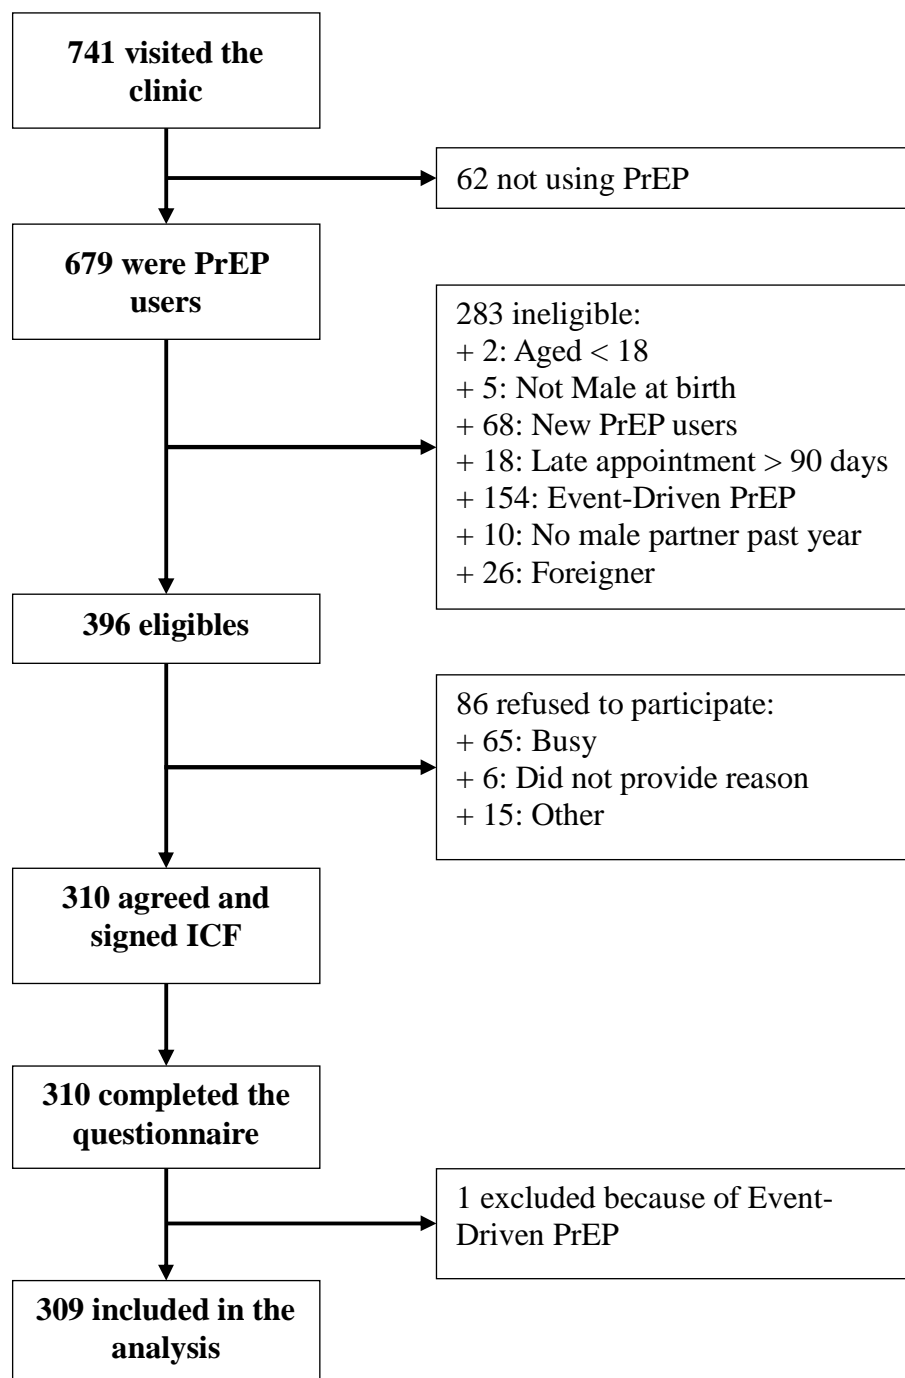 741 visited the
clinic
62 not using PrEP
679 were PrEP
users
283 ineligible:
+ 2: Aged < 18
+ 5: Not Male at birth
+ 68: New PrEP users
+ 18: Late appointment > 90 days
+ 154: Event-Driven PrEP
+ 10: No male partner past year
+ 26: Foreigner
396 eligibles
86 refused to participate:
+ 65: Busy
+ 6: Did not provide reason
+ 15: Other
310 agreed and
signed ICF
310 completed the
questionnaire
1 excluded because of Event-
Driven PrEP
309 included in the
analysis